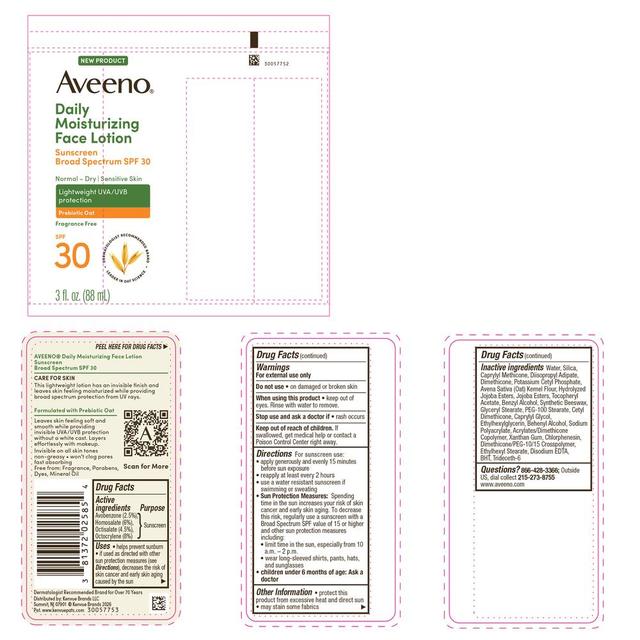 NEW PRODUCT
Aveeno®
Daily
Moisturizing
Face Lotion
Sunscreen
Broad Spectrum SPF 30
Normal – Dry | Sensitive Skin
Lightweight UVA/UVB
protection
Prebiotic Oat
Fragrance Free
SPF
30
DERMATOLOGIST RECOMMENDED BRAND
• LEADER IN OAT SCIENCE •
3 fl. oz. (88 mL)
30057752
PEEL HERE FOR DRUG FACTS ▶
AVEENO® Daily Moisturizing Face Lotion
Sunscreen
Broad Spectrum SPF 30
CARE FOR SKIN
This lightweight lotion has an invisible finish and
leaves skin feeling moisturized while providing
broad spectrum protection from UV rays.
Formulated with Prebiotic Oat
Leaves skin feeling soft and
smooth while providing
invisible UVA/UVB protection
without a white cast. Layers
effortlessly with makeup.
Invisible on all skin tones
non-greasy • won't clog pores
fast absorbing
Free from: Fragrance, Parabens,
Dyes, Mineral Oil
A
Scan for More
3 81372 02285 4
Drug Facts
Active
ingredients Purpose
Avobenzone (2.5%)
Homosalate (6%),
Octisalate (4.5%),
Octocrylene (8%)
Sunscreen
Uses • helps prevent sunburn
• if used as directed with other
sun protection measures (see
Directions), decreases the risk of
skin cancer and early skin aging
caused by the sun ▶
Dermatologist Recommended Brand for Over 70 Years
Distributed by: Kenvue Brands LLC
Summit, NJ 07901 © Kenvue Brands 2026
Pat. www.kenvuepats.com 30057753
Drug Facts (continued)
Warnings
For external use only
Do not use • on damaged or broken skin
When using this product • keep out of
eyes. Rinse with water to remove.
Stop use and ask a doctor if • rash occurs
Keep out of reach of children. If
swallowed, get medical help or contact a
Poison Control Center right away.
Directions For sunscreen use:
• apply generously and evenly 15 minutes
before sun exposure
• reapply at least every 2 hours
• use a water resistant sunscreen if
swimming or sweating
• Sun Protection Measures: Spending
time in the sun increases your risk of skin
cancer and early skin aging. To decrease
this risk, regularly use a sunscreen with a
Broad Spectrum SPF value of 15 or higher
and other sun protection measures
including:
• limit time in the sun, especially from 10
a.m. – 2 p.m.
• wear long-sleeved shirts, pants, hats,
and sunglasses
• children under 6 months of age: Ask a
doctor
Other Information • protect this
product from excessive heat and direct sun
• may stain some fabrics ▶
Drug Facts (continued)
Inactive ingredients Water, Silica,
Caprylyl Methicone, Diisopropyl Adipate,
Dimethicone, Potassium Cetyl Phosphate,
Avena Sativa (Oat) Kernel Flour, Hydrolyzed
Jojoba Esters, Jojoba Esters, Tocopheryl
Acetate, Benzyl Alcohol, Synthetic Beeswax,
Glyceryl Stearate, PEG-100 Stearate, Cetyl
Dimethicone, Caprylyl Glycol,
Ethylhexylglycerin, Behenyl Alcohol, Sodium
Polyacrylate, Acrylates/Dimethicone
Copolymer, Xanthan Gum, Chlorphenesin,
Dimethicone/PEG-10/15 Crosspolymer,
Ethylhexyl Stearate, Disodium EDTA,
BHT, Trideceth-6
Questions? 866-428-3366; Outside
US, dial collect 215-273-8755
www.aveeno.com